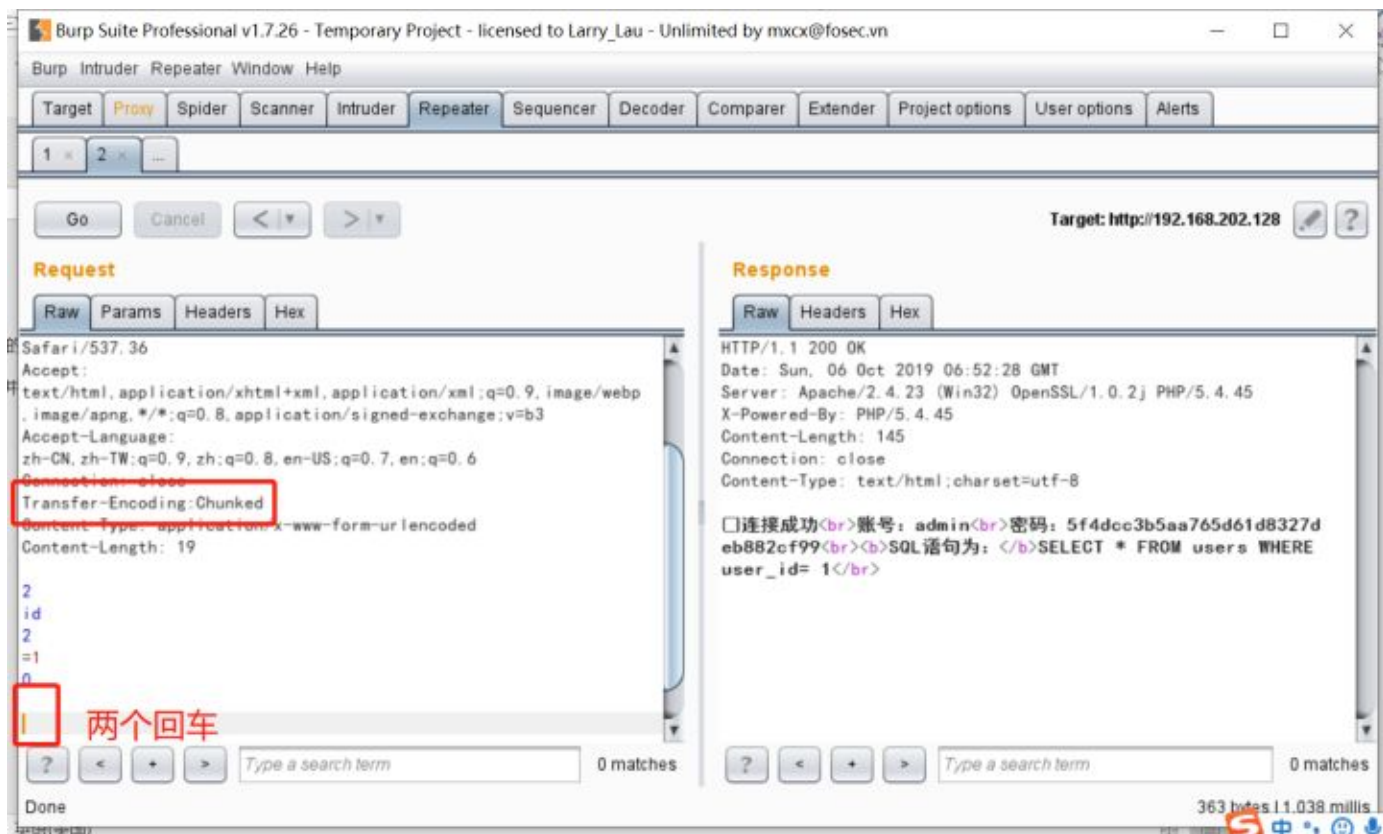 Burp Suite Professional v1.7.26 - Temporary Project - licensed to Larry_Lau - Unlimited by mxcx@fosec.vn
Burp Intruder Repeater Window Help
Target Proxy Spider Scanner Intruder Repeater Sequencer Decoder Comparer Extender Project options User options Alerts
1 × 2 × ...
Go Cancel < > Target: http://192.168.202.128 ?
Request
Raw Params Headers Hex
Safari/537.36
Accept:
text/html,application/xhtml+xml,application/xml;q=0.9,image/webp
,image/apng,*/*;q=0.8,application/signed-exchange;v=b3
Accept-Language:
zh-CN,zh-TW;q=0.9,zh;q=0.8,en-US;q=0.7,en;q=0.6
Connection: close
Transfer-Encoding:Chunked
Content-Type: application/x-www-form-urlencoded
Content-Length: 19
2
id
2
=1
0
两个回车
? < + > Type a search term 0 matches
Response
Raw Headers Hex
HTTP/1.1 200 OK
Date: Sun, 06 Oct 2019 06:52:28 GMT
Server: Apache/2.4.23 (Win32) OpenSSL/1.0.2j PHP/5.4.45
X-Powered-By: PHP/5.4.45
Content-Length: 145
Connection: close
Content-Type: text/html;charset=utf-8
□连接成功<br>账号：admin<br>密码：5f4dcc3b5aa765d61d8327d
eb882cf99<br><b>SQL语句为：</b>SELECT * FROM users WHERE
user_id= 1</br>
? < + > Type a search term 0 matches
Done
363 bytes | 1.038 millis
中